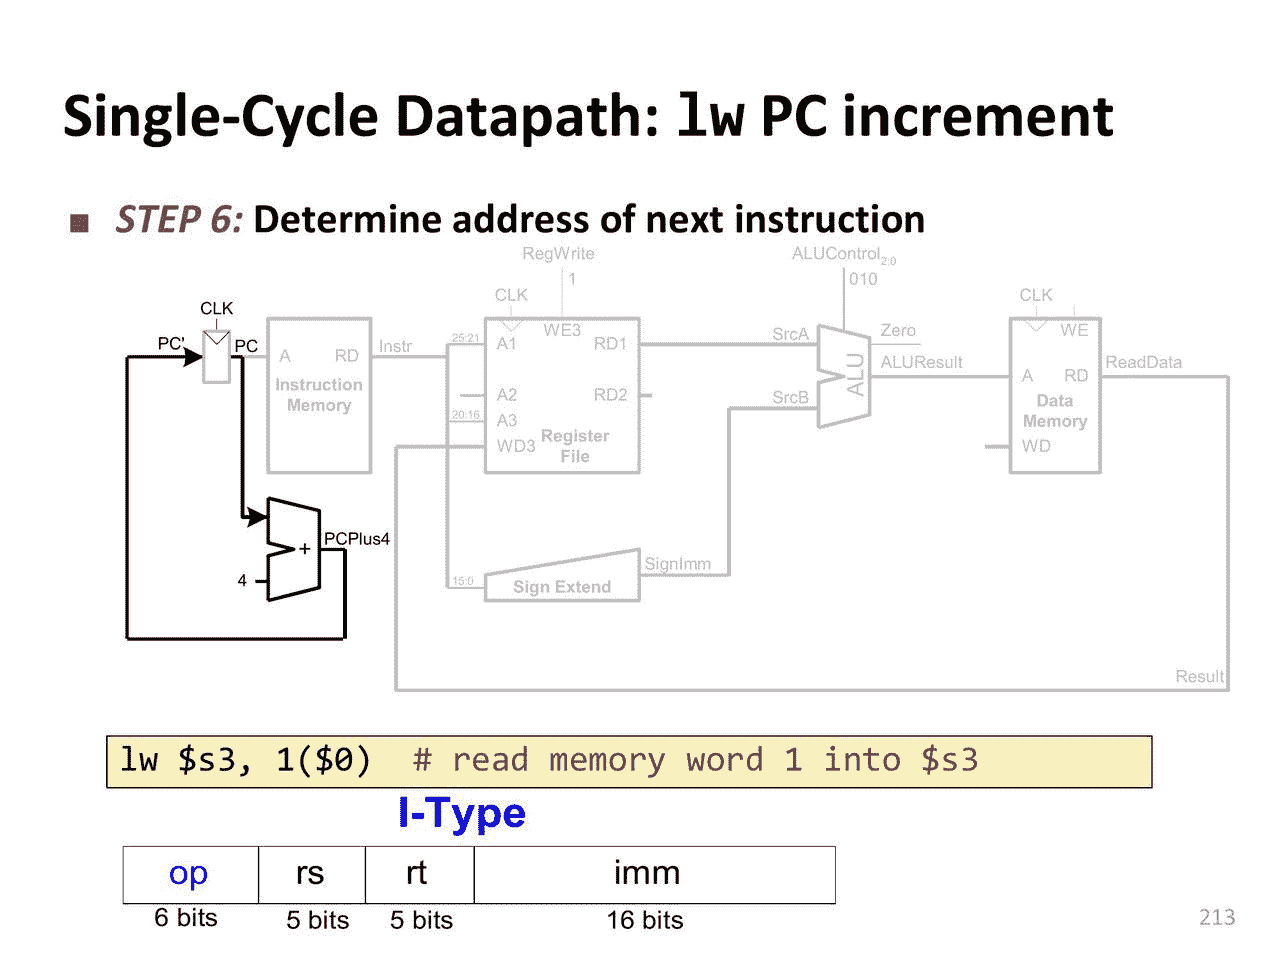 Single-Cycle Datapath: lw PC increment
■ STEP 6: Determine address of next instruction
RegWrite
ALUControl2:0
1
010
CLK
CLK
CLK
PC'
PC
A
RD
Instruction
Memory
Instr
25:21
A1
WE3
RD1
A2
RD2
20:16
A3
WD3
Register
File
SrcA
SrcB
ALU
Zero
ALUResult
WE
A
RD
Data
Memory
WD
ReadData
+
PCPlus4
4
15:0
Sign Extend
SignImm
Result
lw $s3, 1($0) # read memory word 1 into $s3
I-Type
op rs rt imm
6 bits 5 bits 5 bits 16 bits
213